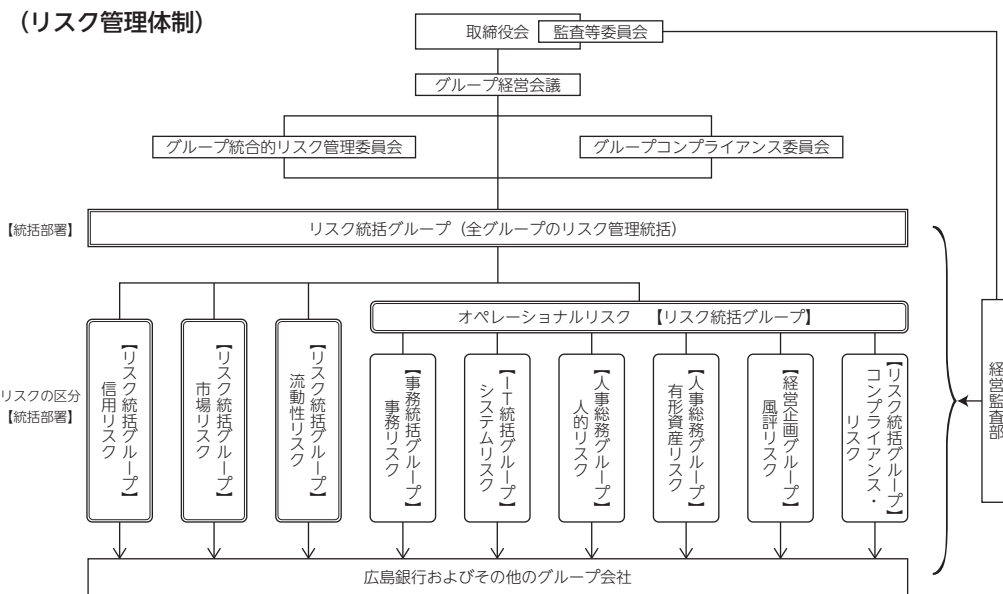 （リスク管理体制）
取締役会
監査等委員会
グループ経営会議
グループ統合的リスク管理委員会
グループコンプライアンス委員会
【統括部署】
リスク統括グループ（全グループのリスク管理統括）
オペレーショナルリスク　【リスク統括グループ】
リスクの区分
【統括部署】
信用リスク
【リスク統括グループ】
市場リスク
【リスク統括グループ】
流動性リスク
【リスク統括グループ】
事務リスク
【事務統括グループ】
システムリスク
【IT統括グループ】
人的リスク
【人事総務グループ】
有形資産リスク
【人事総務グループ】
風評リスク
【経営企画グループ】
コンプライアンス・
リスク
【リスク統括グループ】
経営監査部
広島銀行およびその他のグループ会社